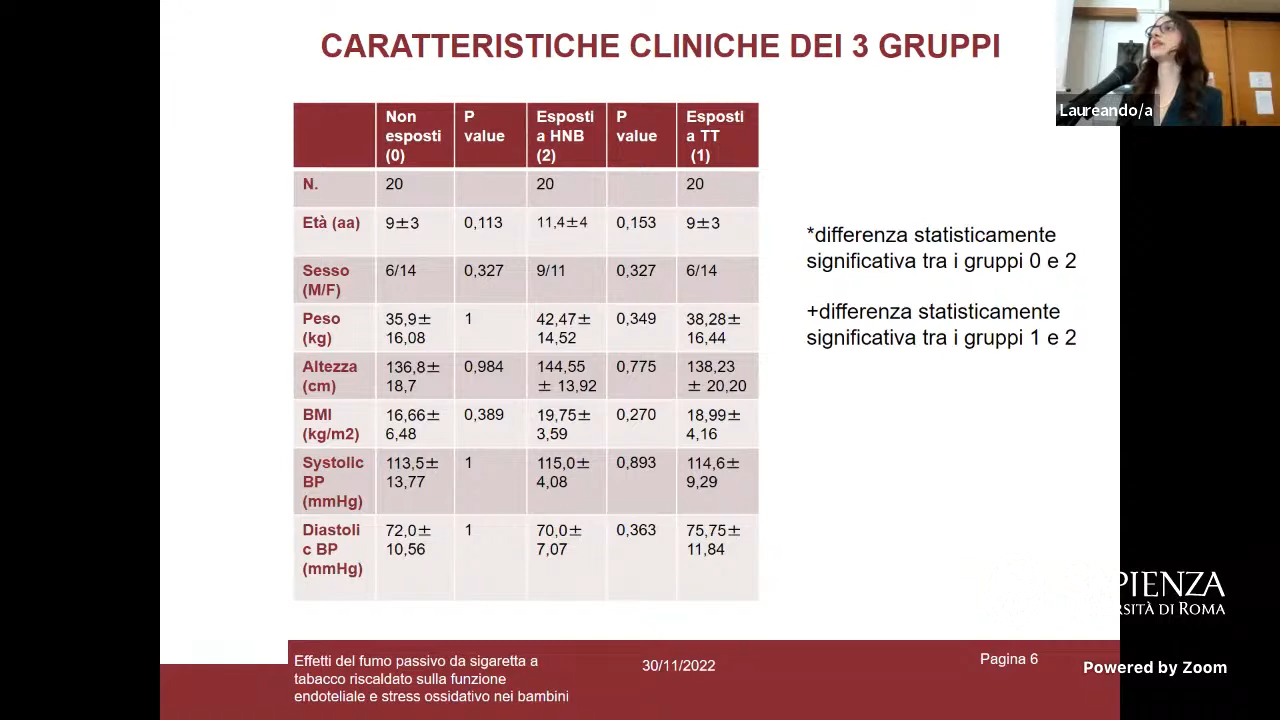 CARATTERISTICHE CLINICHE DEI 3 GRUPPI
Laureando/a
Non esposti (0) P value Esposti a HNB (2) P value Esposti a TT (1)
N. 20 20 20
Età (aa) 9±3 0,113 11,4±4 0,153 9±3
Sesso (M/F) 6/14 0,327 9/11 0,327 6/14
Peso (kg) 35,9± 16,08 1 42,47± 14,52 0,349 38,28± 16,44
Altezza (cm) 136,8± 18,7 0,984 144,55 ± 13,92 0,775 138,23 ± 20,20
BMI (kg/m2) 16,66± 6,48 0,389 19,75± 3,59 0,270 18,99± 4,16
Systolic BP (mmHg) 113,5± 13,77 1 115,0± 4,08 0,893 114,6± 9,29
Diastolic BP (mmHg) 72,0± 10,56 1 70,0± 7,07 0,363 75,75± 11,84
*differenza statisticamente
significativa tra i gruppi 0 e 2
+differenza statisticamente
significativa tra i gruppi 1 e 2
PIENZA
RSITÀ DI ROMA
Effetti del fumo passivo da sigaretta a
tabacco riscaldato sulla funzione
endoteliale e stress ossidativo nei bambini
30/11/2022
Pagina 6
Powered by Zoom